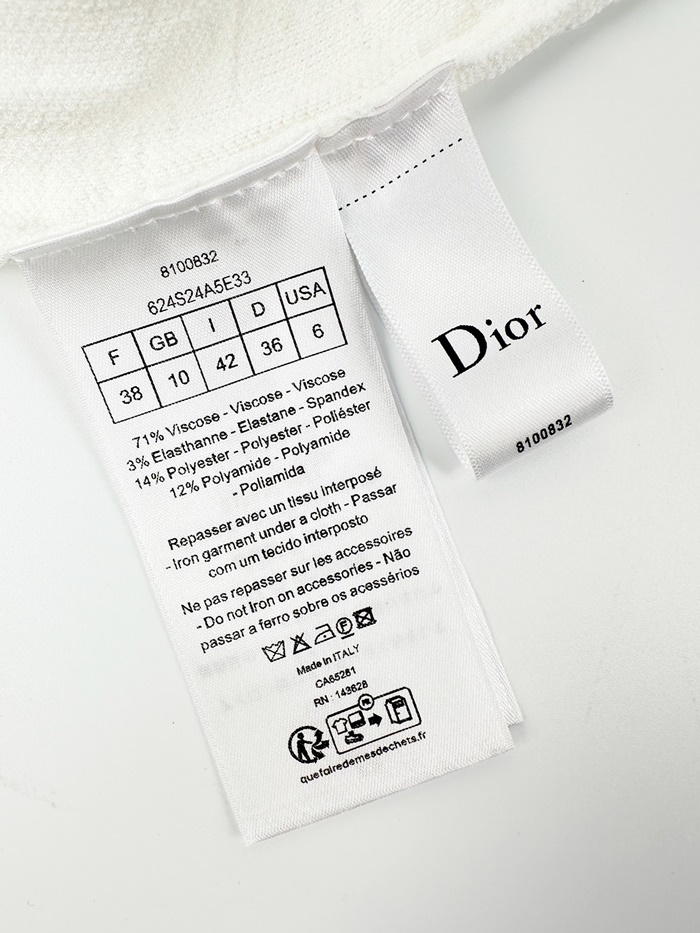 8100832
624S24A5E33
F GB I D USA
38 10 42 36 6
71% Viscose - Viscose - Viscose
3% Elasthanne - Elastane - Spandex
14% Polyester - Polyester - Poliéster
12% Polyamide - Polyamide
- Poliamida
Repasser avec un tissu interposé
- Iron garment under a cloth - Passar
com um tecido interposto
Ne pas repasser sur les accessoires
- Do not Iron on accessories - Não
passar a ferro sobre os acessérios
F
Made in ITALY
CA65281
RN : 143628
FR
quefairedemesdechets.fr
Dior
8100832